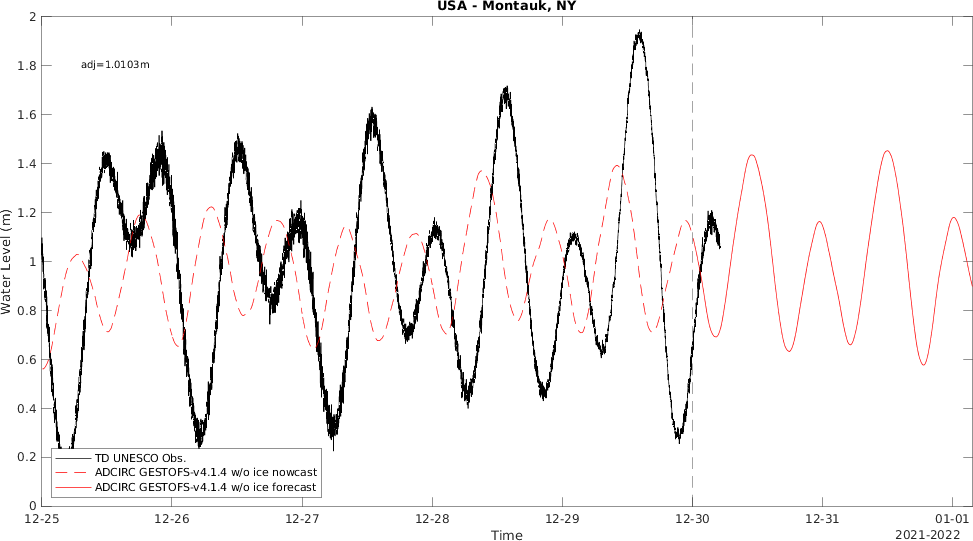 USA - Montauk, NY
2
1.8
1.6
1.4
1.2
1
0.8
0.6
0.4
0.2
0
Water Level (m)
adj=1.0103m
TD UNESCO Obs.
ADCIRC GESTOFS-v4.1.4 w/o ice nowcast
ADCIRC GESTOFS-v4.1.4 w/o ice forecast
12-25 12-26 12-27 12-28 12-29 12-30 12-31 01-01
Time
2021-2022